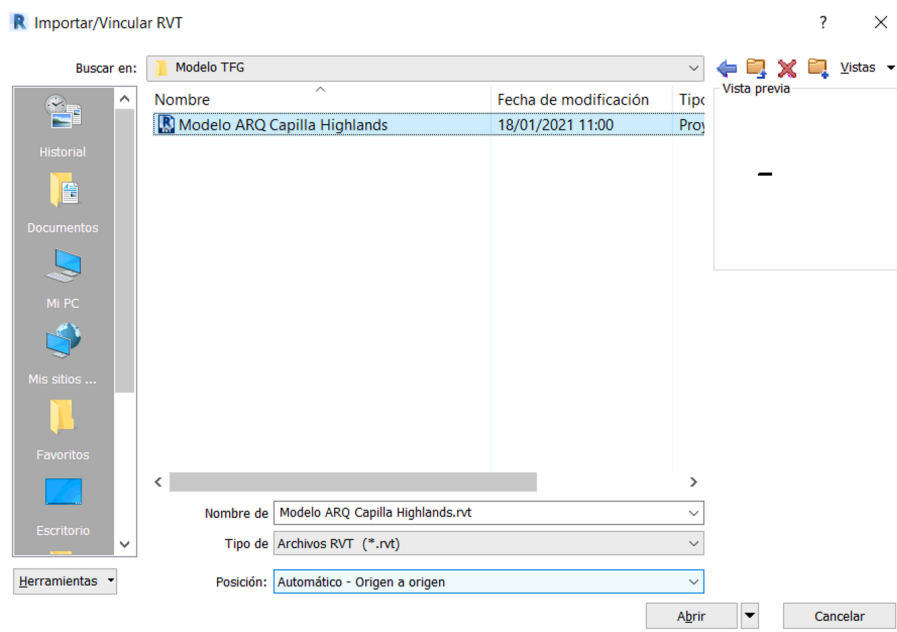 Importar/Vincular RVT
Buscar en: Modelo TFG Vistas
Vista previa
Nombre Fecha de modificación Tipo
Modelo ARQ Capilla Highlands 18/01/2021 11:00 Proy
Historial
Documentos
Mi PC
Mis sitios ...
Favoritos
Escritorio
Nombre de Modelo ARQ Capilla Highlands.rvt
Tipo de Archivos RVT (*.rvt)
Herramientas Posición: Automático - Origen a origen
Abrir Cancelar